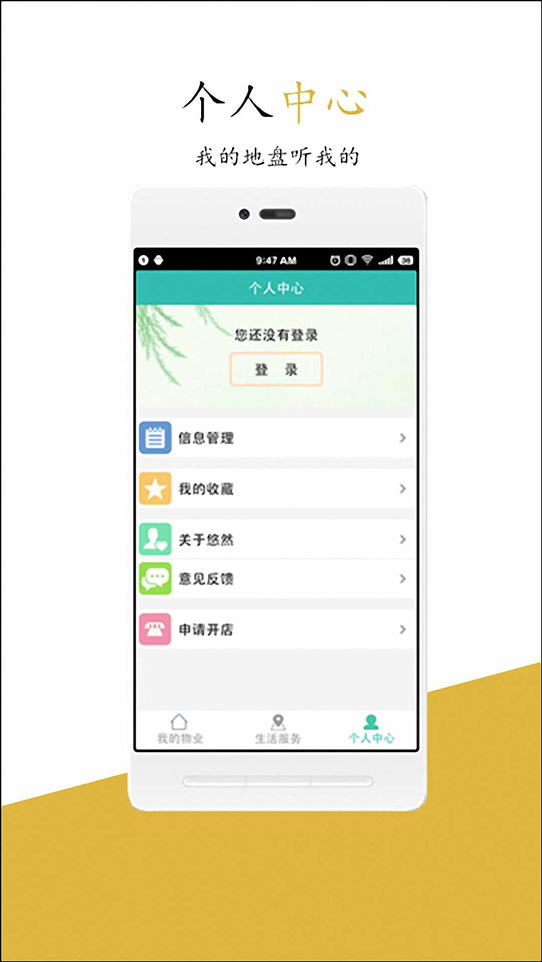 个人中心
我的地盘听我的
9:47 AM
36
个人中心
您还没有登录
登 录
信息管理
我的收藏
关于悠然
意见反馈
申请开店
我的物业 生活服务 个人中心